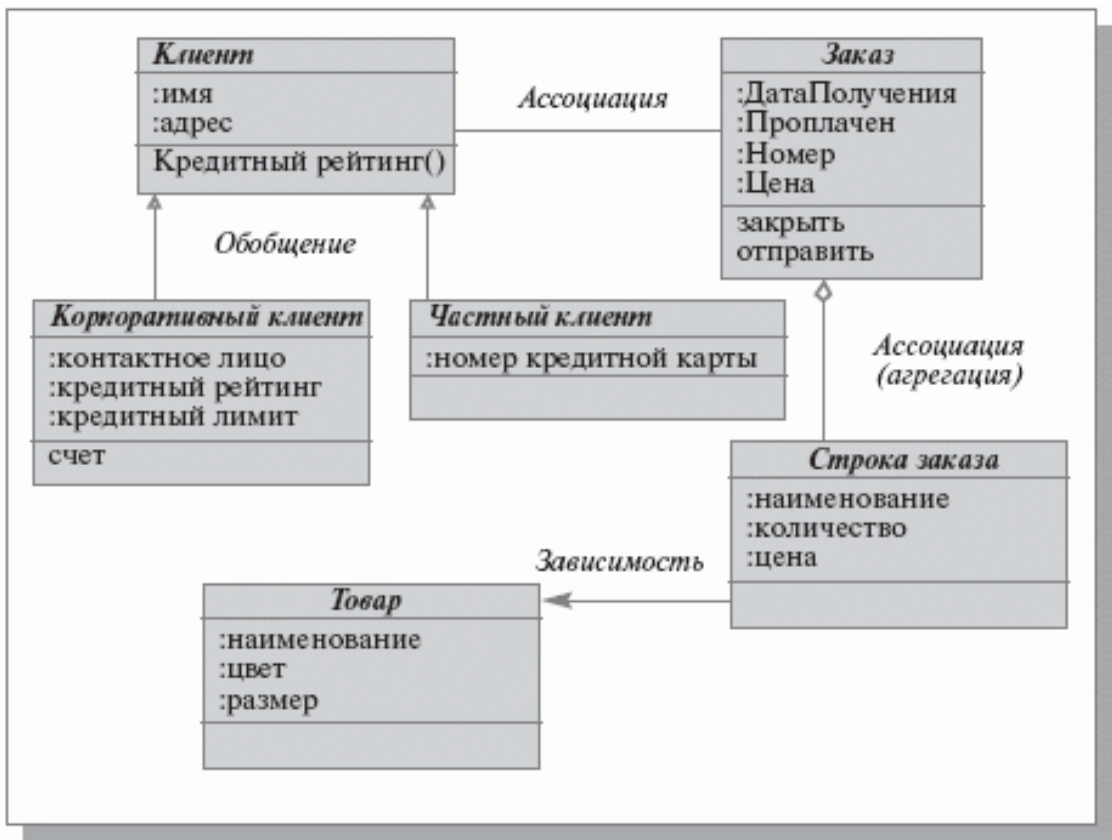 Клиент
:имя
:адрес
Кредитный рейтинг()
Ассоциация
Заказ
:ДатаПолучения
:Проплачен
:Номер
:Цена
закрыть
отправить
Обобщение
Корпоративный клиент
:контактное лицо
:кредитный рейтинг
:кредитный лимит
счет
Частный клиент
:номер кредитной карты
Ассоциация
(агрегация)
Строка заказа
:наименование
:количество
:цена
Зависимость
Товар
:наименование
:цвет
:размер